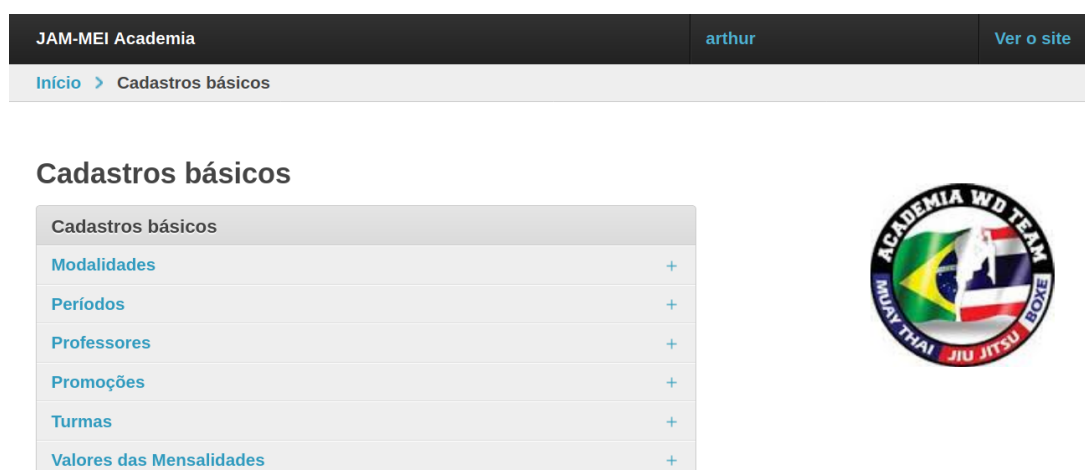 JAM-MEI Academia
arthur
Ver o site
Início > Cadastros básicos
Cadastros básicos
Cadastros básicos
Modalidades +
Períodos +
Professores +
Promoções +
Turmas +
Valores das Mensalidades +
ACADEMIA WD TEAM
MUAY THAI JIU JITSU BOXE